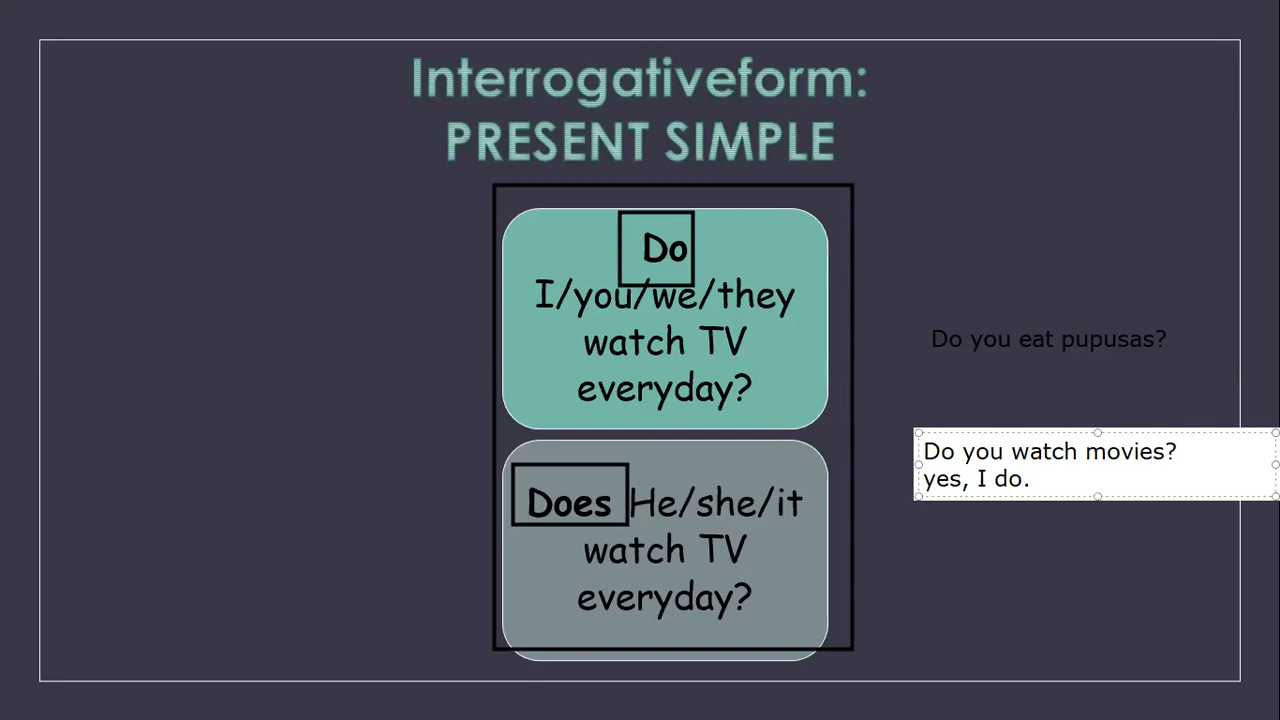 Interrogativeform:
PRESENT SIMPLE
Do
I/you/we/they
watch TV
everyday?
Does He/she/it
watch TV
everyday?
Do you eat pupusas?
Do you watch movies?
yes, I do.